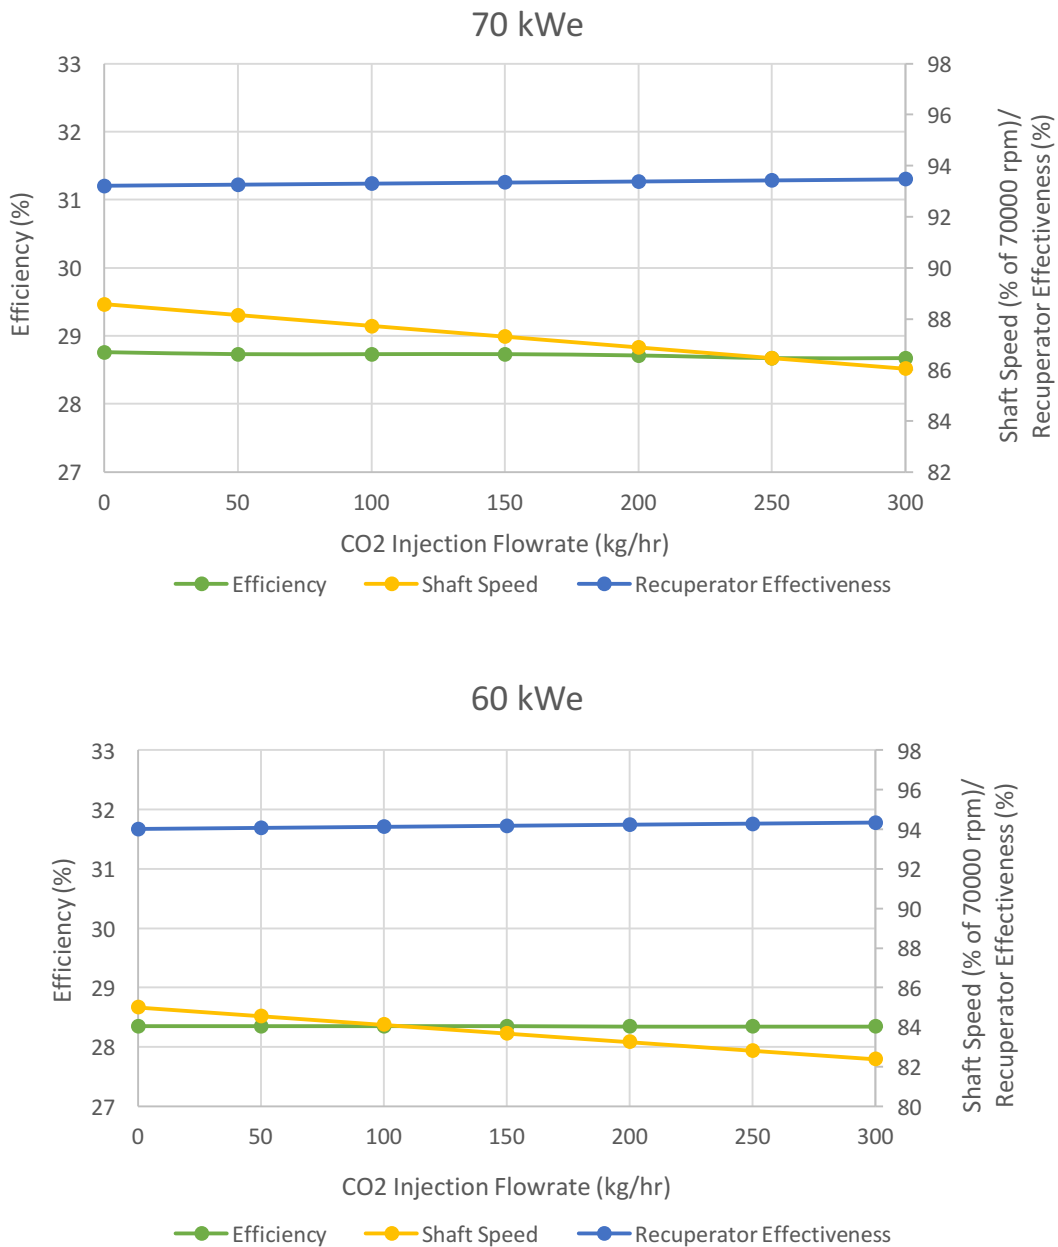 70 kWe
33
32
31
30
29
28
27
Efficiency (%)
98
96
94
92
90
88
86
84
82
Shaft Speed (% of 70000 rpm)/
Recuperator Effectiveness (%)
0 50 100 150 200 250 300
CO2 Injection Flowrate (kg/hr)
Efficiency Shaft Speed Recuperator Effectiveness
60 kWe
33
32
31
30
29
28
27
Efficiency (%)
98
96
94
92
90
88
86
84
82
80
Shaft Speed (% of 70000 rpm)/
Recuperator Effectiveness (%)
0 50 100 150 200 250 300
CO2 Injection Flowrate (kg/hr)
Efficiency Shaft Speed Recuperator Effectiveness